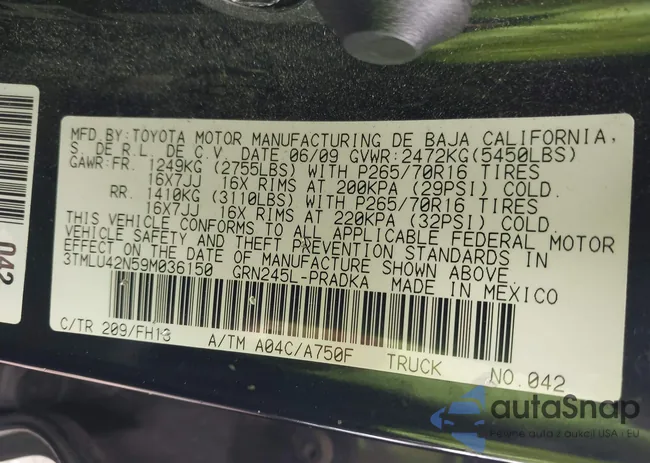 MFD.BY:TOYOTA MOTOR MANUFACTURING DE BAJA CALIFORNIA,
S. DE R.L. DE C.V. DATE 06/09 GVWR:2472KG(5450LBS)
GAWR:FR. 1249KG (2755LBS) WITH P265/70R16 TIRES
16X7JJ 16X RIMS AT 200KPA (29PSI) COLD.
RR. 1410KG (3110LBS) WITH P265/70R16 TIRES
16X7JJ 16X RIMS AT 220KPA (32PSI) COLD.
THIS VEHICLE CONFORMS TO ALL APPLICABLE FEDERAL MOTOR
VEHICLE SAFETY AND THEFT PREVENTION STANDARDS IN
EFFECT ON THE DATE OF MANUFACTURE SHOWN ABOVE.
3TMLU42N59M036150 GRN245L-PRADKA MADE IN MEXICO
C/TR 209/FH13 A/TM A04C/A750F TRUCK NO.042
042
autoSnap